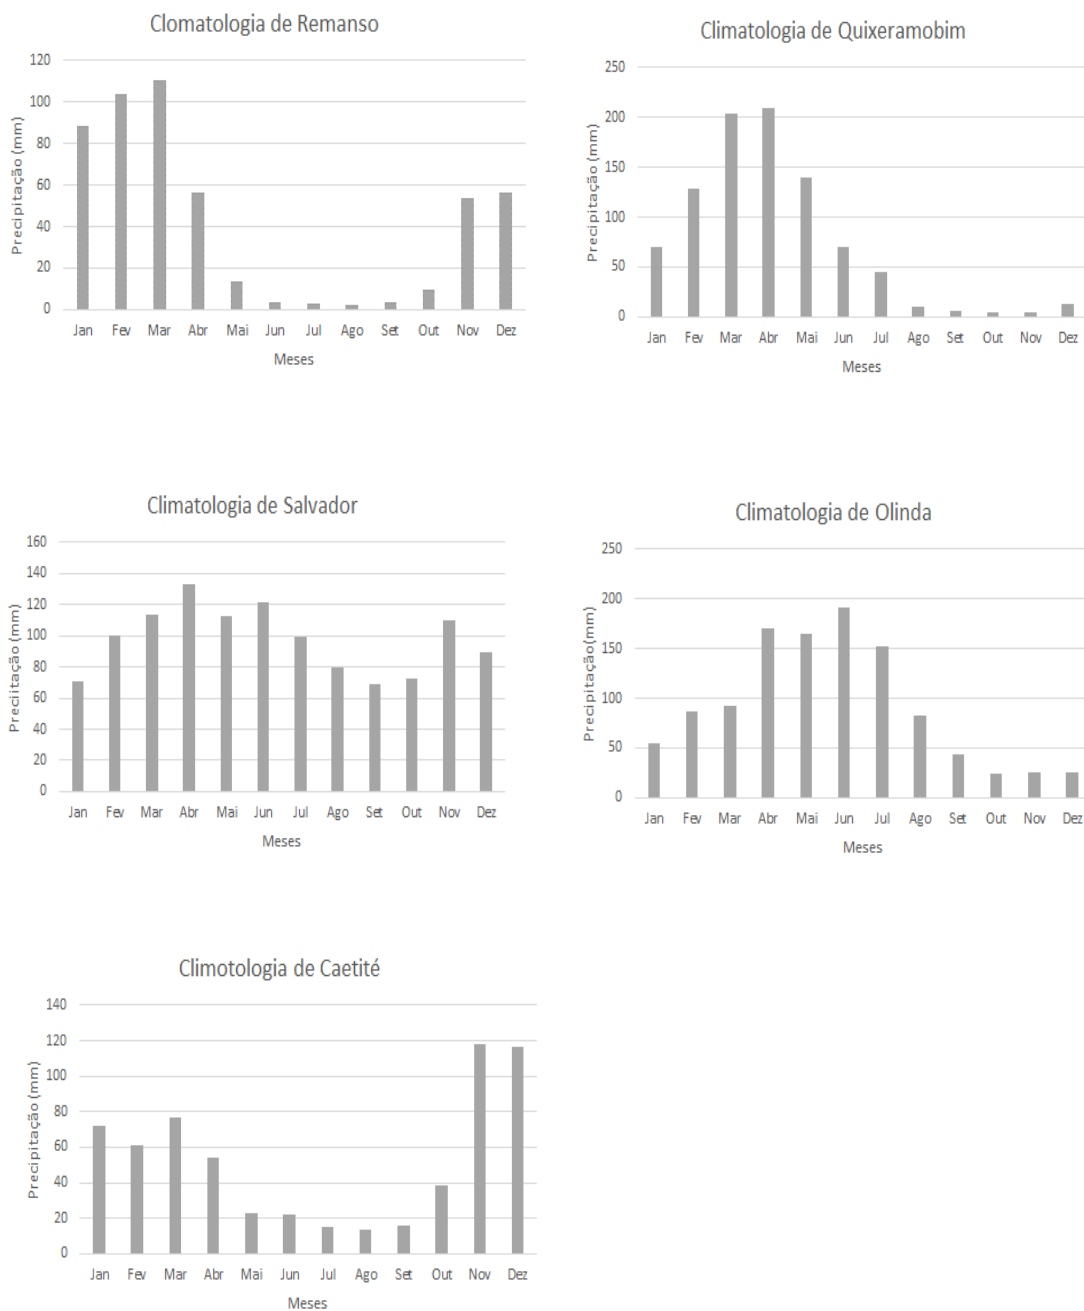 Clomatologia de Remanso
Precipitação (mm)
120
100
80
60
40
20
0
Jan Fev Mar Abr Mai Jun Jul Ago Set Out Nov Dez
Meses
Climatologia de Quixeramobim
Precipitação (mm)
250
200
150
100
50
0
Jan Fev Mar Abr Mai Jun Jul Ago Set Out Nov Dez
Meses
Climatologia de Salvador
Preciitação (mm)
160
140
120
100
80
60
40
20
0
Jan Fev Mar Abr Mai Jun Jul Ago Set Out Nov Dez
Meses
Climatologia de Olinda
Precipitação(mm)
250
200
150
100
50
0
Jan Fev Mar Abr Mai Jun Jul Ago Set Out Nov Dez
Meses
Climotologia de Caetité
Precipitação (mm)
140
120
100
80
60
40
20
0
Jan Fev Mar Abr Mai Jun Jul Ago Set Out Nov Dez
Meses